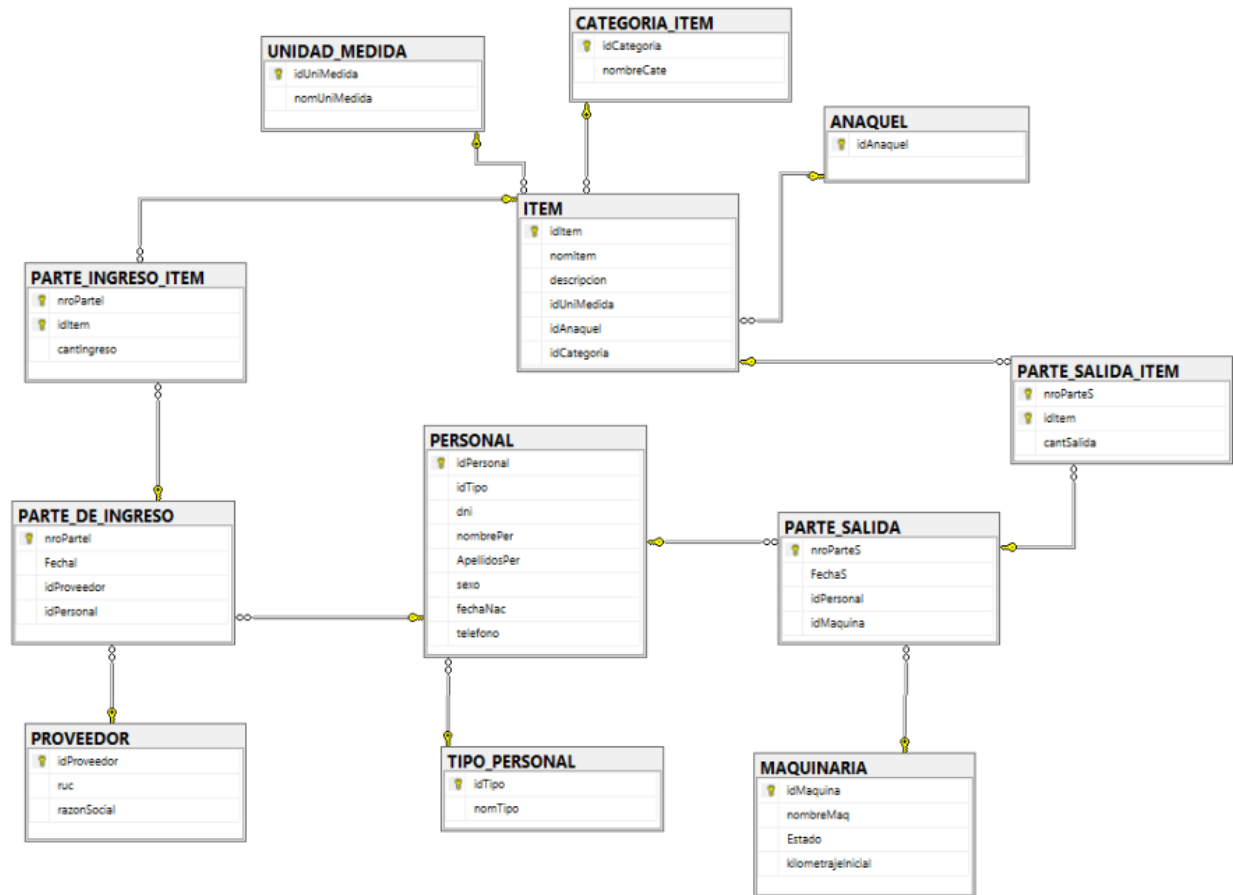 CATEGORIA_ITEM
idCategoria
nombreCate
UNIDAD_MEDIDA
idUniMedida
nomUniMedida
ANAQUEL
idAnaquel
ITEM
idItem
nomItem
descripcion
idUniMedida
idAnaquel
idCategoria
PARTE_INGRESO_ITEM
nroParteI
idItem
cantIngreso
PARTE_SALIDA_ITEM
nroParteS
idItem
cantSalida
PERSONAL
idPersonal
idTipo
dni
nombrePer
ApellidosPer
sexo
fechaNac
telefono
PARTE_DE_INGRESO
nroParteI
FechaI
idProveedor
idPersonal
PARTE_SALIDA
nroParteS
FechaS
idPersonal
idMaquina
PROVEEDOR
idProveedor
ruc
razonSocial
TIPO_PERSONAL
idTipo
nomTipo
MAQUINARIA
idMaquina
nombreMaq
Estado
kilometrajeInicial